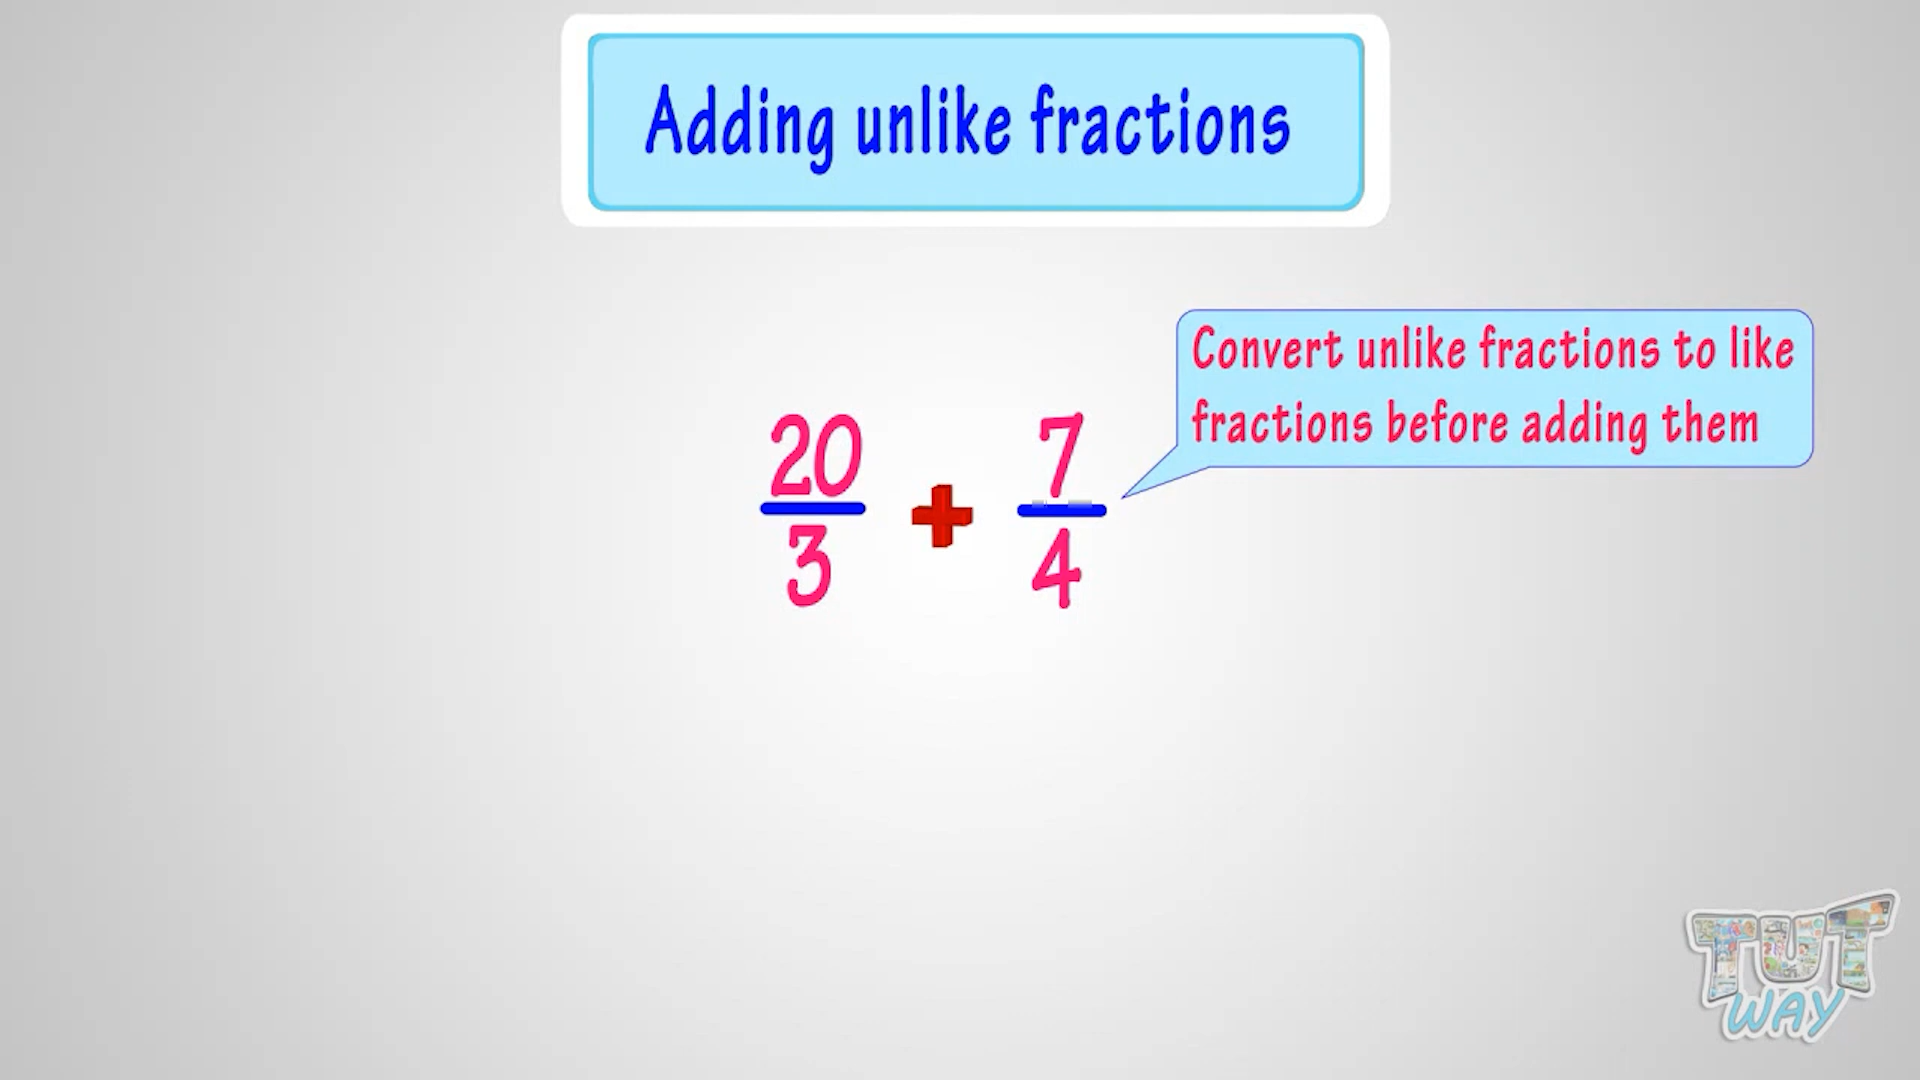 Adding unlike fractions
Convert unlike fractions to like
fractions before adding them
20/3 + 7/4
TUT
WAY